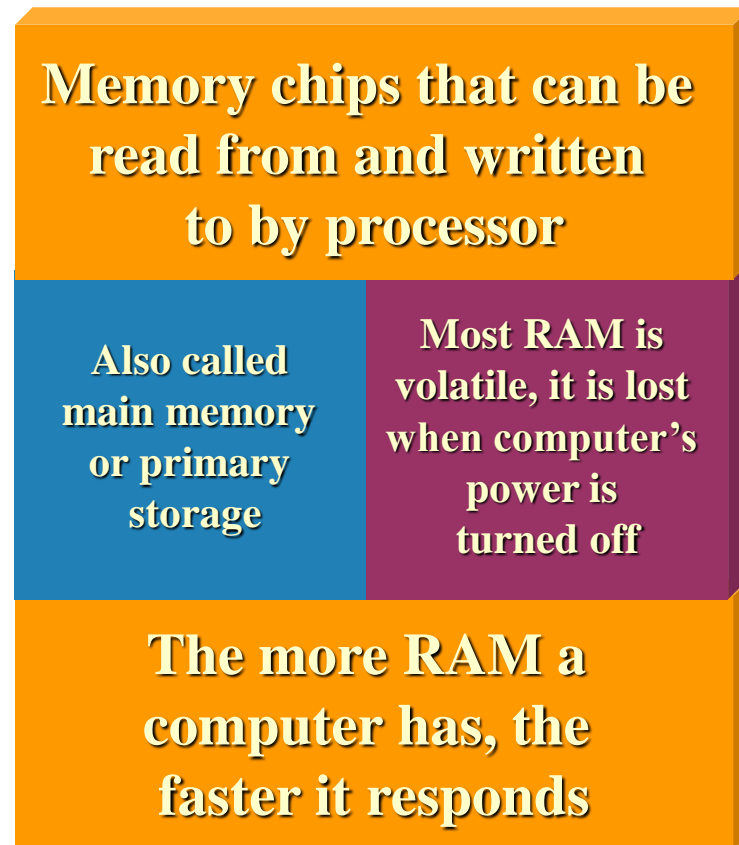 Memory chips that can be
read from and written
to by processor
Also called
main memory
or primary
storage
Most RAM is
volatile, it is lost
when computer’s
power is
turned off
The more RAM a
computer has, the
faster it responds